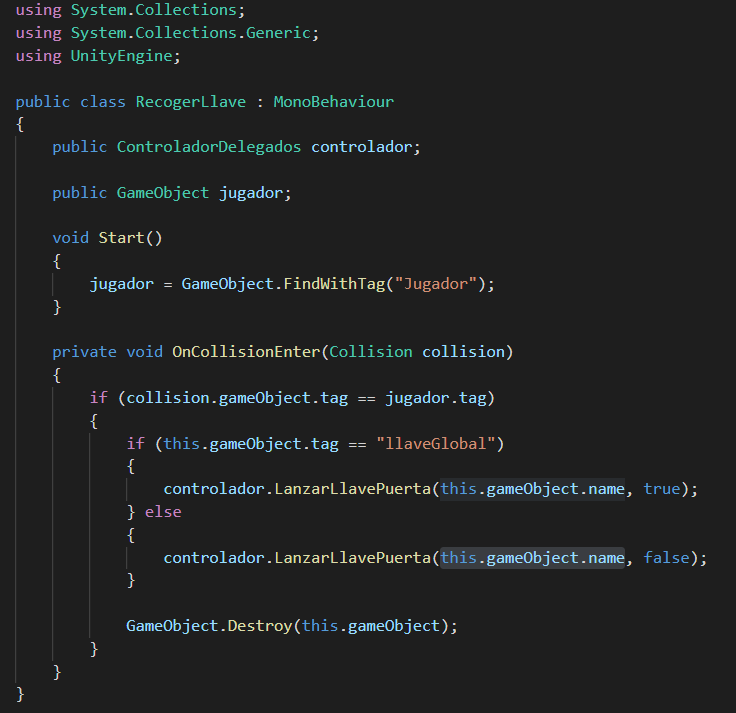 using System.Collections;
using System.Collections.Generic;
using UnityEngine;

public class RecogerLlave : MonoBehaviour
{
    public ControladorDelegados controlador;

    public GameObject jugador;

    void Start()
    {
        jugador = GameObject.FindWithTag("Jugador");
    }

    private void OnCollisionEnter(Collision collision)
    {
        if (collision.gameObject.tag == jugador.tag)
        {
            if (this.gameObject.tag == "llaveGlobal")
            {
                controlador.LanzarLlavePuerta(this.gameObject.name, true);
            } else
            {
                controlador.LanzarLlavePuerta(this.gameObject.name, false);
            }

            GameObject.Destroy(this.gameObject);
        }
    }
}